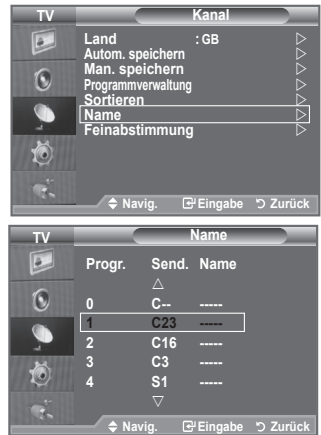 TV Kanal
Land : GB
Autom. speichern
Man. speichern
Programmverwaltung
Sortieren
Name
Feinabstimmung
Navig. Eingabe Zurück
TV Name
Progr. Send. Name
0 C-- -----
1 C23 -----
2 C16 -----
3 C3 -----
4 S1 -----
Navig. Eingabe Zurück